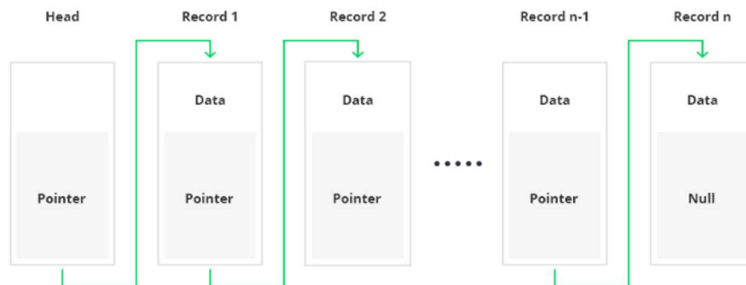 Head Record 1 Record 2 Record n-1 Record n
Data Data Data Data
.....
Pointer Pointer Pointer Pointer Null